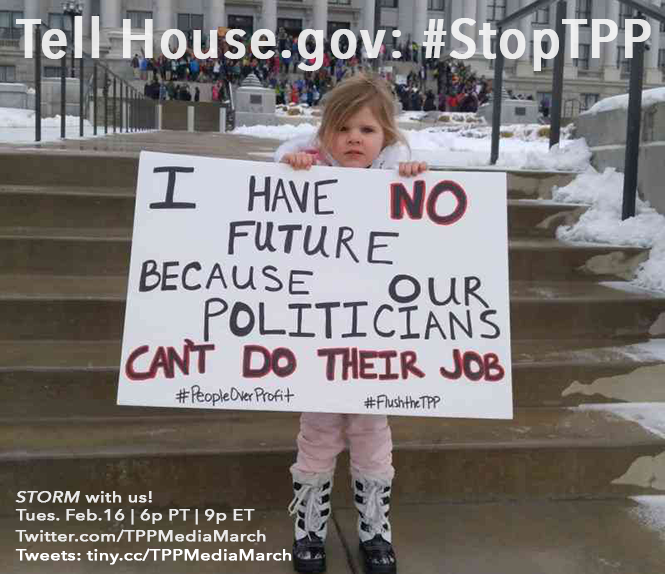 Tell House.gov: #StopTPP
I HAVE NO
FUTURE
BECAUSE OUR
POLITICIANS
CAN'T DO THEIR JOB
#PeopleOverProfit #FlushtheTPP
STORM with us!
Tues. Feb.16 | 6p PT | 9p ET
Twitter.com/TPPMediaMarch
Tweets: tiny.cc/TPPMediaMarch